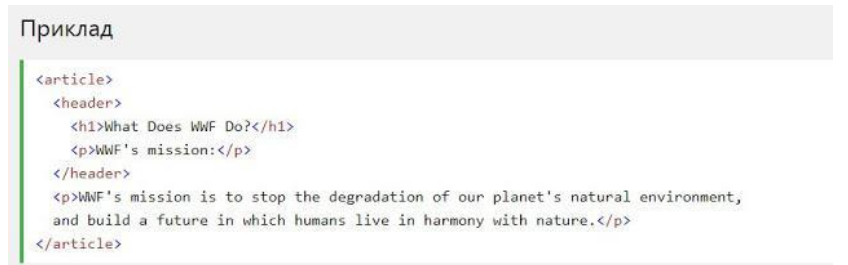 Приклад
<article>
<header>
<h1>What Does WWF Do?</h1>
<p>WWF's mission:</p>
</header>
<p>WWF's mission is to stop the degradation of our planet's natural environment,
and build a future in which humans live in harmony with nature.</p>
</article>